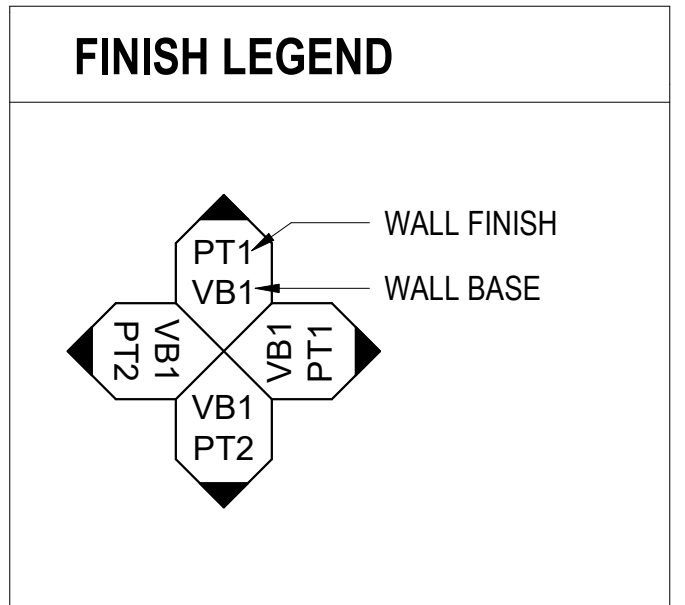 FINISH LEGEND
PT1
VB1
WALL FINISH
WALL BASE
PT2
VB1
VB1
PT1
VB1
PT2